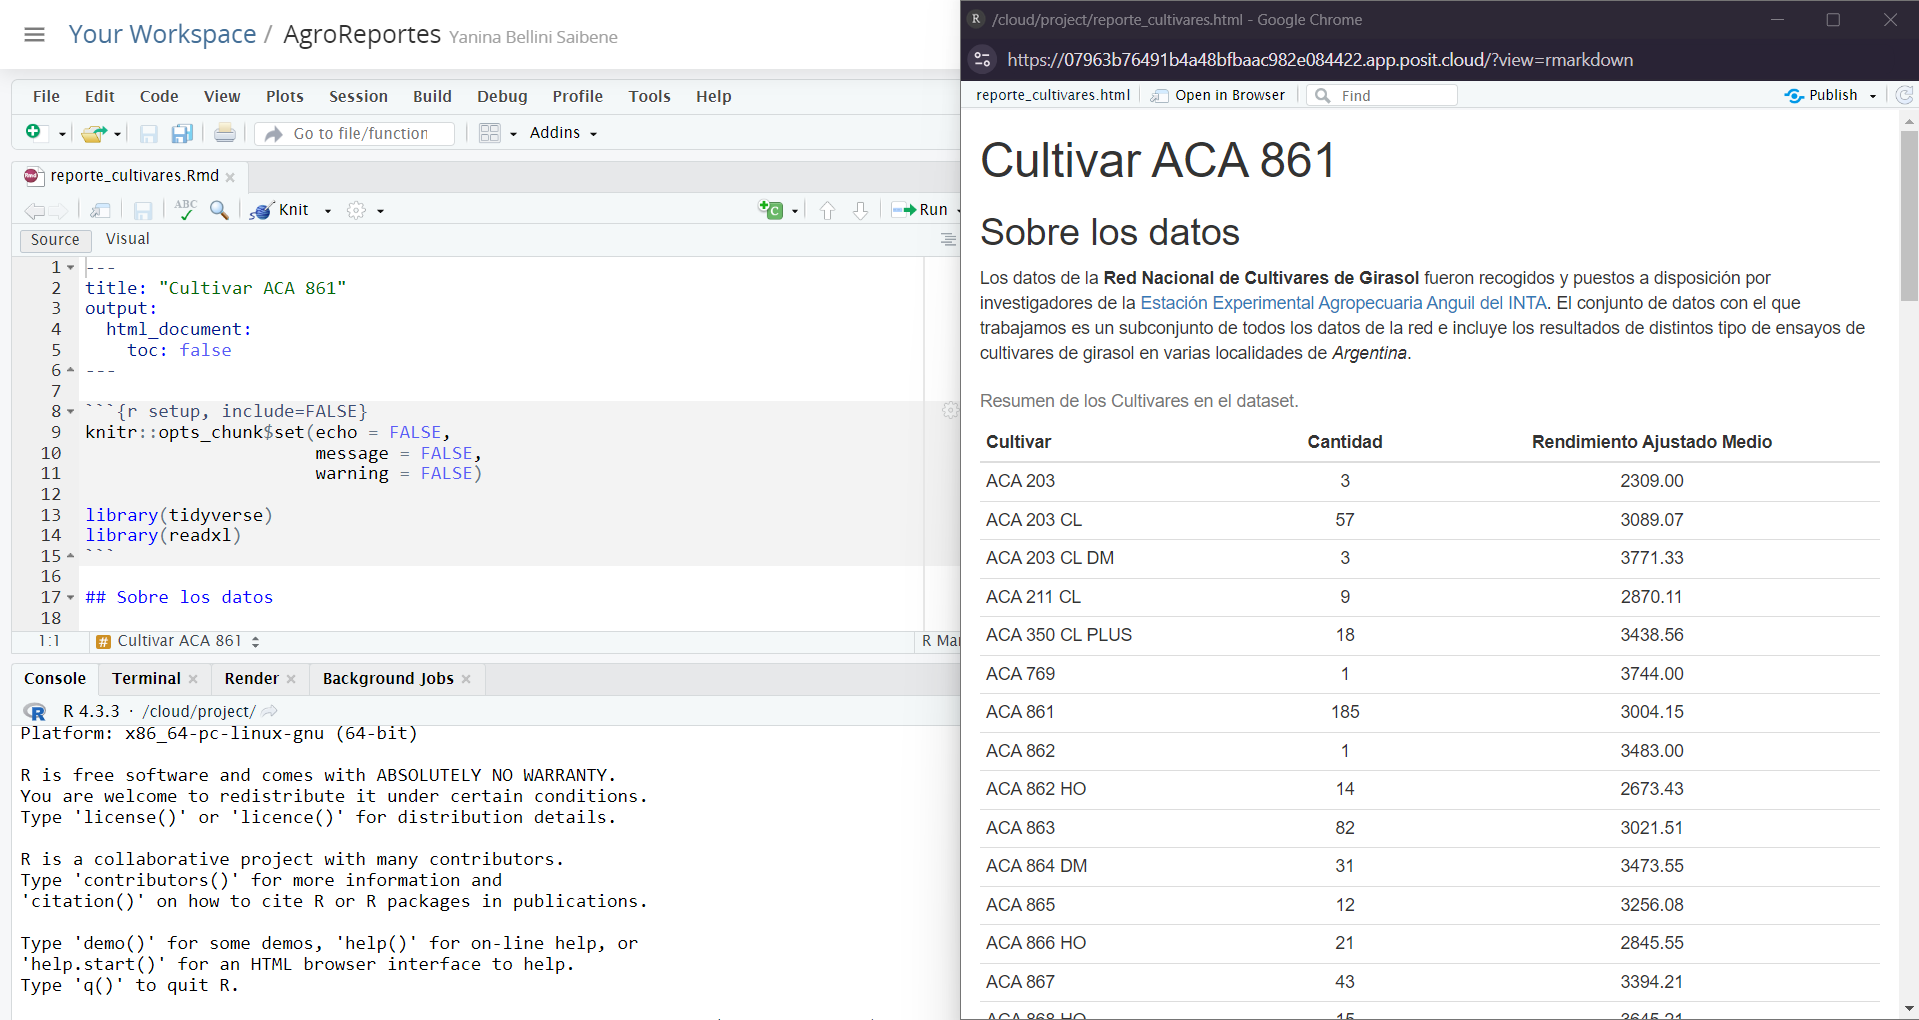 Your Workspace / AgroReportes Yanina Bellini Saibene
File Edit Code View Plots Session Build Debug Profile Tools Help
Go to file/function Addins
reporte_cultivares.Rmd
ABC Knit Run
Source Visual
1 ---
2 title: "Cultivar ACA 861"
3 output:
4 html_document:
5 toc: false
6 ---
7
8 ```{r setup, include=FALSE}
9 knitr::opts_chunk$set(echo = FALSE,
10 message = FALSE,
11 warning = FALSE)
12
13 library(tidyverse)
14 library(readxl)
15 ```
16
17 ## Sobre los datos
18
1:1 # Cultivar ACA 861 R Mar
Console Terminal Render Background Jobs
R 4.3.3 · /cloud/project/
Platform: x86_64-pc-linux-gnu (64-bit)
R is free software and comes with ABSOLUTELY NO WARRANTY.
You are welcome to redistribute it under certain conditions.
Type 'license()' or 'licence()' for distribution details.
R is a collaborative project with many contributors.
Type 'contributors()' for more information and
'citation()' on how to cite R or R packages in publications.
Type 'demo()' for some demos, 'help()' for on-line help, or
'help.start()' for an HTML browser interface to help.
Type 'q()' to quit R.
/cloud/project/reporte_cultivares.html - Google Chrome
https://07963b76491b4a48bfbaac982e084422.app.posit.cloud/?view=rmarkdown
reporte_cultivares.html Open in Browser Find Publish
Cultivar ACA 861
Sobre los datos
Los datos de la Red Nacional de Cultivares de Girasol fueron recogidos y puestos a disposición por
investigadores de la Estación Experimental Agropecuaria Anguil del INTA. El conjunto de datos con el que
trabajamos es un subconjunto de todos los datos de la red e incluye los resultados de distintos tipo de ensayos de
cultivares de girasol en varias localidades de Argentina.
Resumen de los Cultivares en el dataset.
Cultivar Cantidad Rendimiento Ajustado Medio
ACA 203 3 2309.00
ACA 203 CL 57 3089.07
ACA 203 CL DM 3 3771.33
ACA 211 CL 9 2870.11
ACA 350 CL PLUS 18 3438.56
ACA 769 1 3744.00
ACA 861 185 3004.15
ACA 862 1 3483.00
ACA 862 HO 14 2673.43
ACA 863 82 3021.51
ACA 864 DM 31 3473.55
ACA 865 12 3256.08
ACA 866 HO 21 2845.55
ACA 867 43 3394.21
ACA 868 HO 15 3645.21